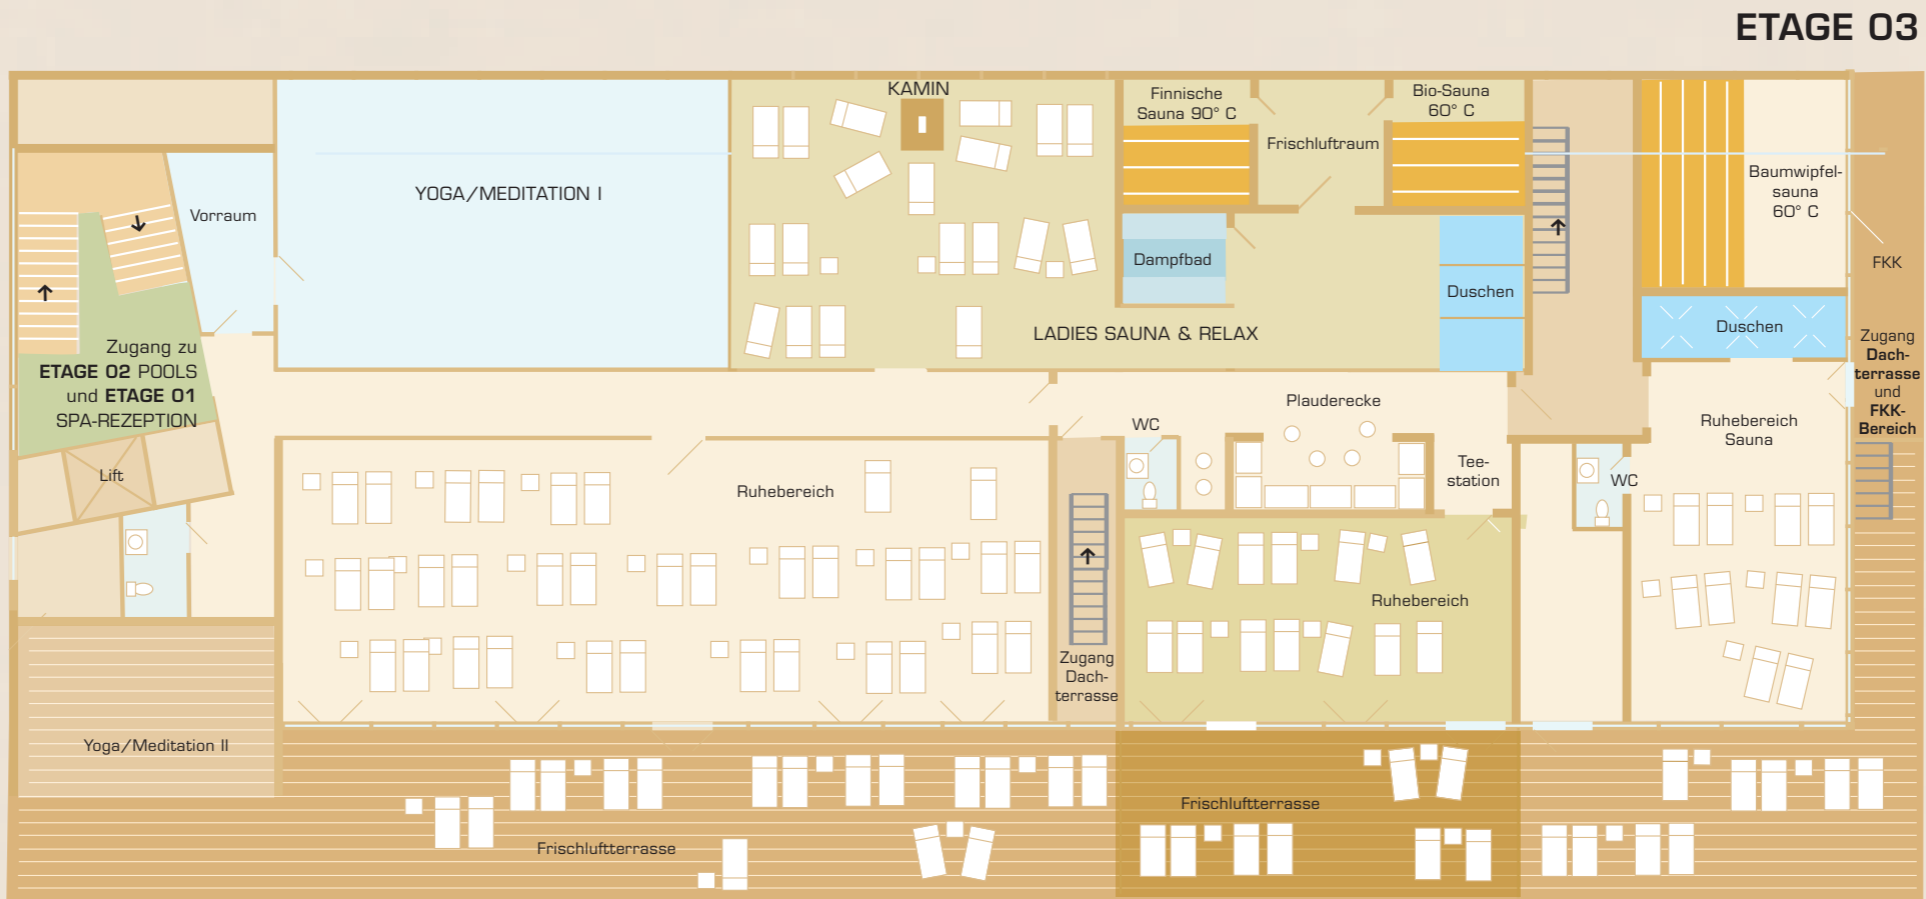 ETAGE 03
KAMIN
Finnische
Sauna 90° C
Bio-Sauna
60° C
Frischluftraum
Baumwipfel-
sauna
60° C
YOGA/MEDITATION I
Vorraum
Dampfbad
Duschen
FKK
LADIES SAUNA & RELAX
Duschen
Zugang
Dach-
terrasse
und
FKK-
Bereich
Zugang zu
ETAGE 02 POOLS
und ETAGE 01
SPA-REZEPTION
Lift
WC
Plauderecke
Tee-
station
Ruhebereich
Sauna
WC
Ruhebereich
Ruhebereich
Zugang
Dach-
terrasse
Yoga/Meditation II
Frischluftterrasse
Frischluftterrasse